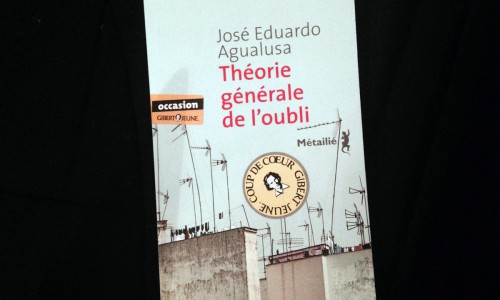 José Eduardo
Agualusa
Théorie
générale
de l'oubli
occasion
GIBERT JEUNE.
Métailié
COUP DE CŒUR GIBERT JEUNE